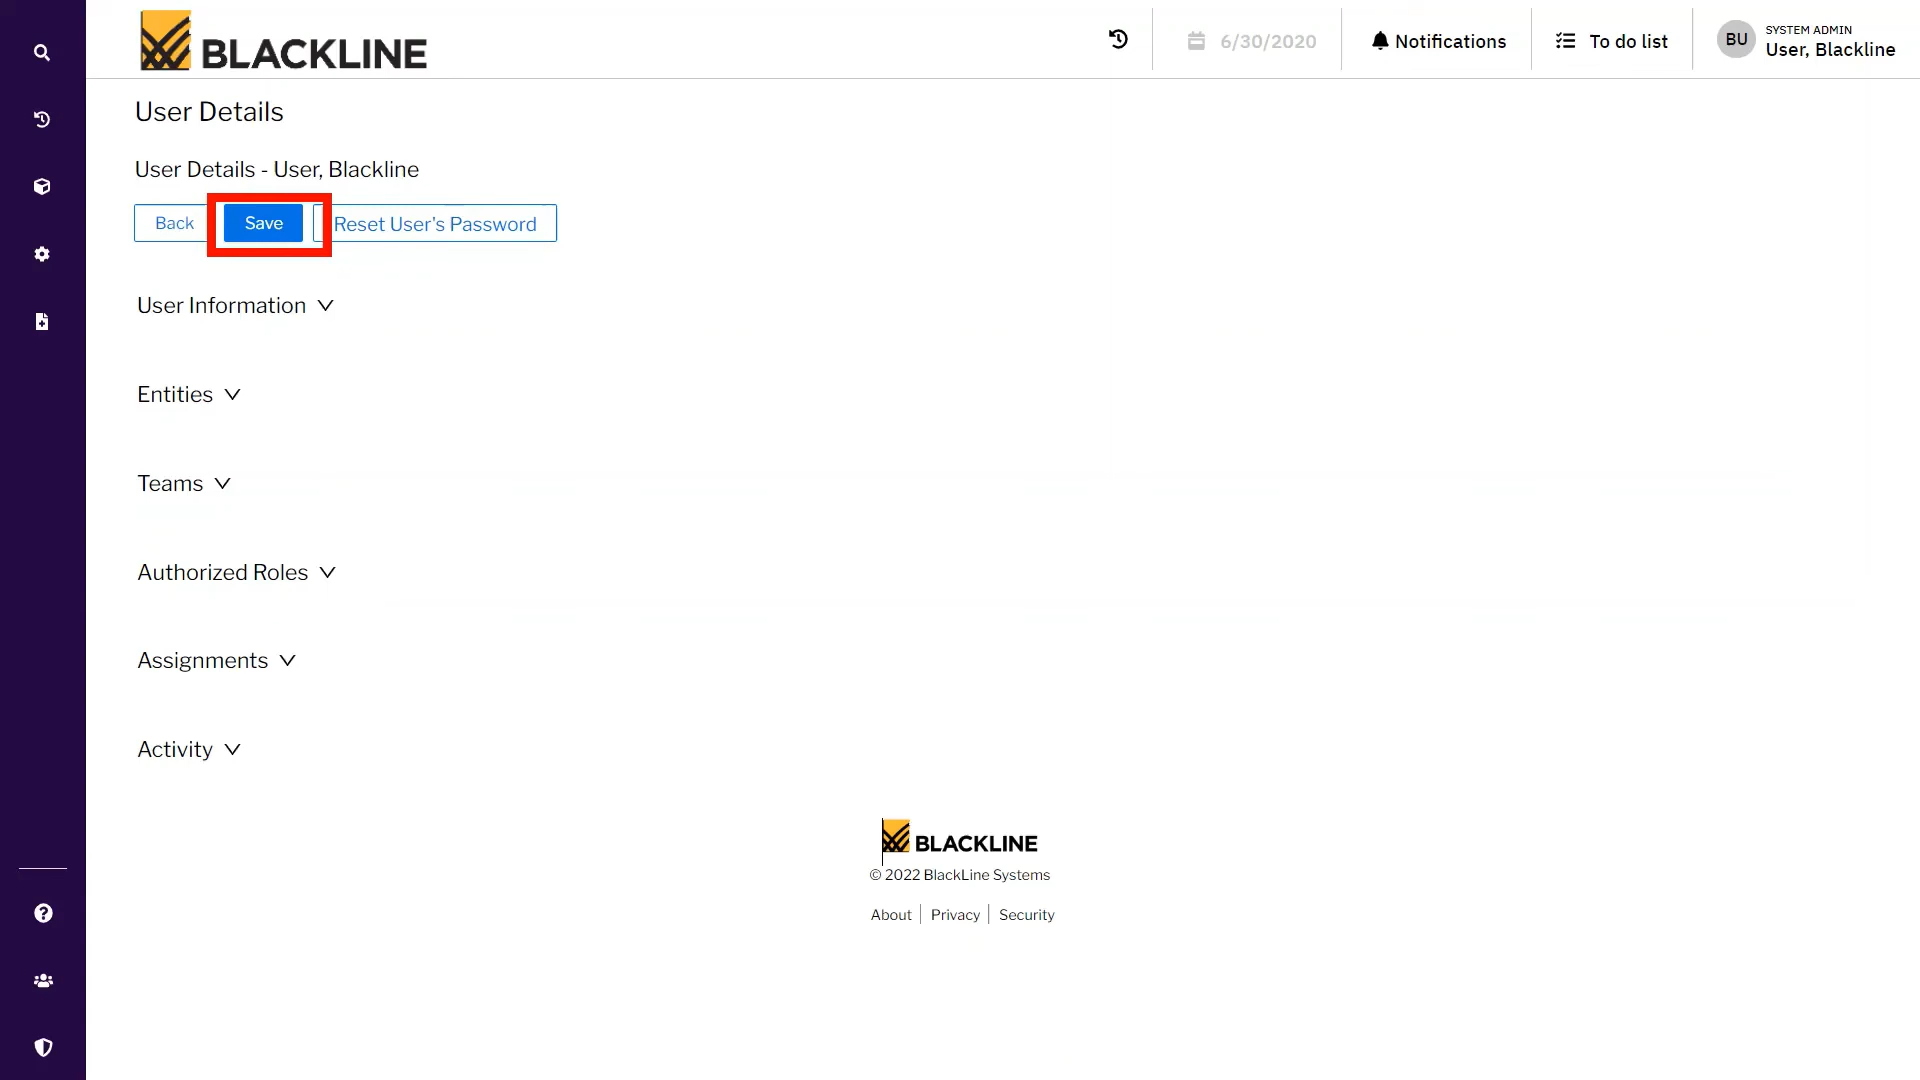 BLACKLINE
6/30/2020
Notifications
To do list
BU
SYSTEM ADMIN
User, Blackline
User Details
User Details - User, Blackline
Back
Save
Reset User's Password
User Information
Entities
Teams
Authorized Roles
Assignments
Activity
BLACKLINE
© 2022 BlackLine Systems
About
Privacy
Security